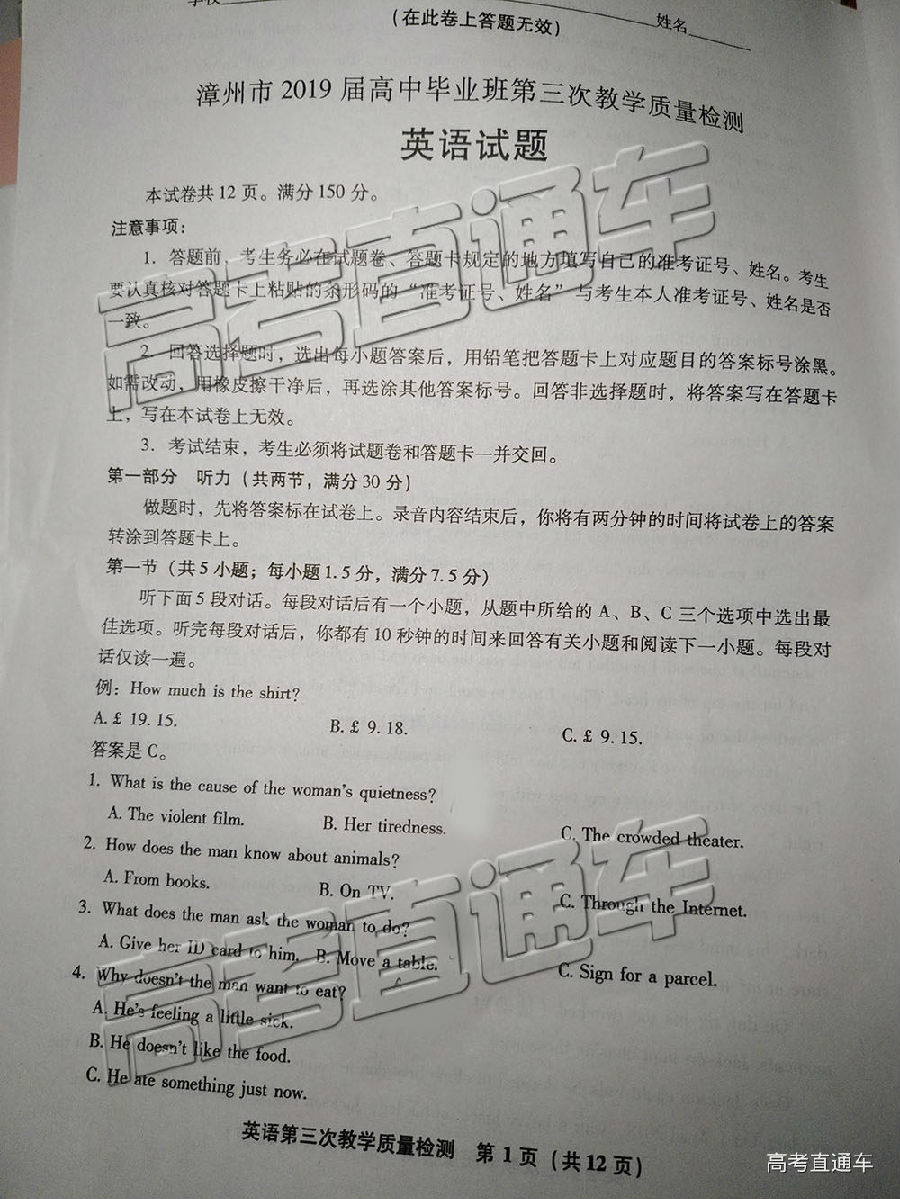 (在此卷上答题无效)
姓名
漳州市2019届高中毕业班第三次教学质量检测
英语试题
本试卷共12页。满分150分。
注意事项：
1．答题前，考生务必在试题卷、答题卡规定的地方填写自己的准考证号、姓名。考生
要认真核对答题卡上粘贴的条形码的“准考证号、姓名”与考生本人准考证号、姓名是否
一致。
2．回答选择题时，选出每小题答案后，用铅笔把答题卡上对应题目的答案标号涂黑。
如需改动，用橡皮擦干净后，再选涂其他答案标号。回答非选择题时，将答案写在答题卡
上，写在本试卷上无效。
3．考试结束，考生必须将试题卷和答题卡一并交回。
第一部分 听力（共两节，满分30分）
做题时，先将答案标在试卷上。录音内容结束后，你将有两分钟的时间将试卷上的答案
转涂到答题卡上。
第一节（共5小题；每小题1.5分，满分7.5分）
听下面5段对话。每段对话后有一个小题，从题中所给的A、B、C三个选项中选出最
佳选项。听完每段对话后，你都有10秒钟的时间来回答有关小题和阅读下一小题。每段对
话仅读一遍。
例：How much is the shirt?
A. £ 19. 15. B. £ 9. 18. C. £ 9. 15.
答案是C。
1. What is the cause of the woman's quietness?
A. The violent film. B. Her tiredness. C. The crowded theater.
2. How does the man know about animals?
A. From books. B. On TV. C. Through the Internet.
3. What does the man ask the woman to do?
A. Give her ID card to him. B. Move a table. C. Sign for a parcel.
4. Why doesn't the man want to eat?
A. He's feeling a little sick.
B. He doesn't like the food.
C. He ate something just now.
英语第三次教学质量检测 第1页（共12页）
高考直通车
高考直通车
高考直通车